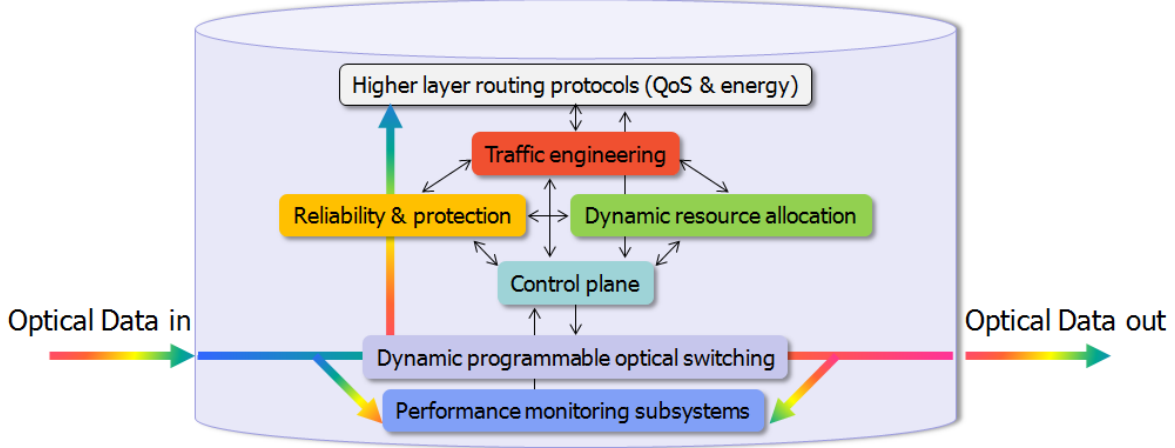 Higher layer routing protocols (QoS & energy)
Traffic engineering
Reliability & protection
Dynamic resource allocation
Control plane
Optical Data in
Optical Data out
Dynamic programmable optical switching
Performance monitoring subsystems